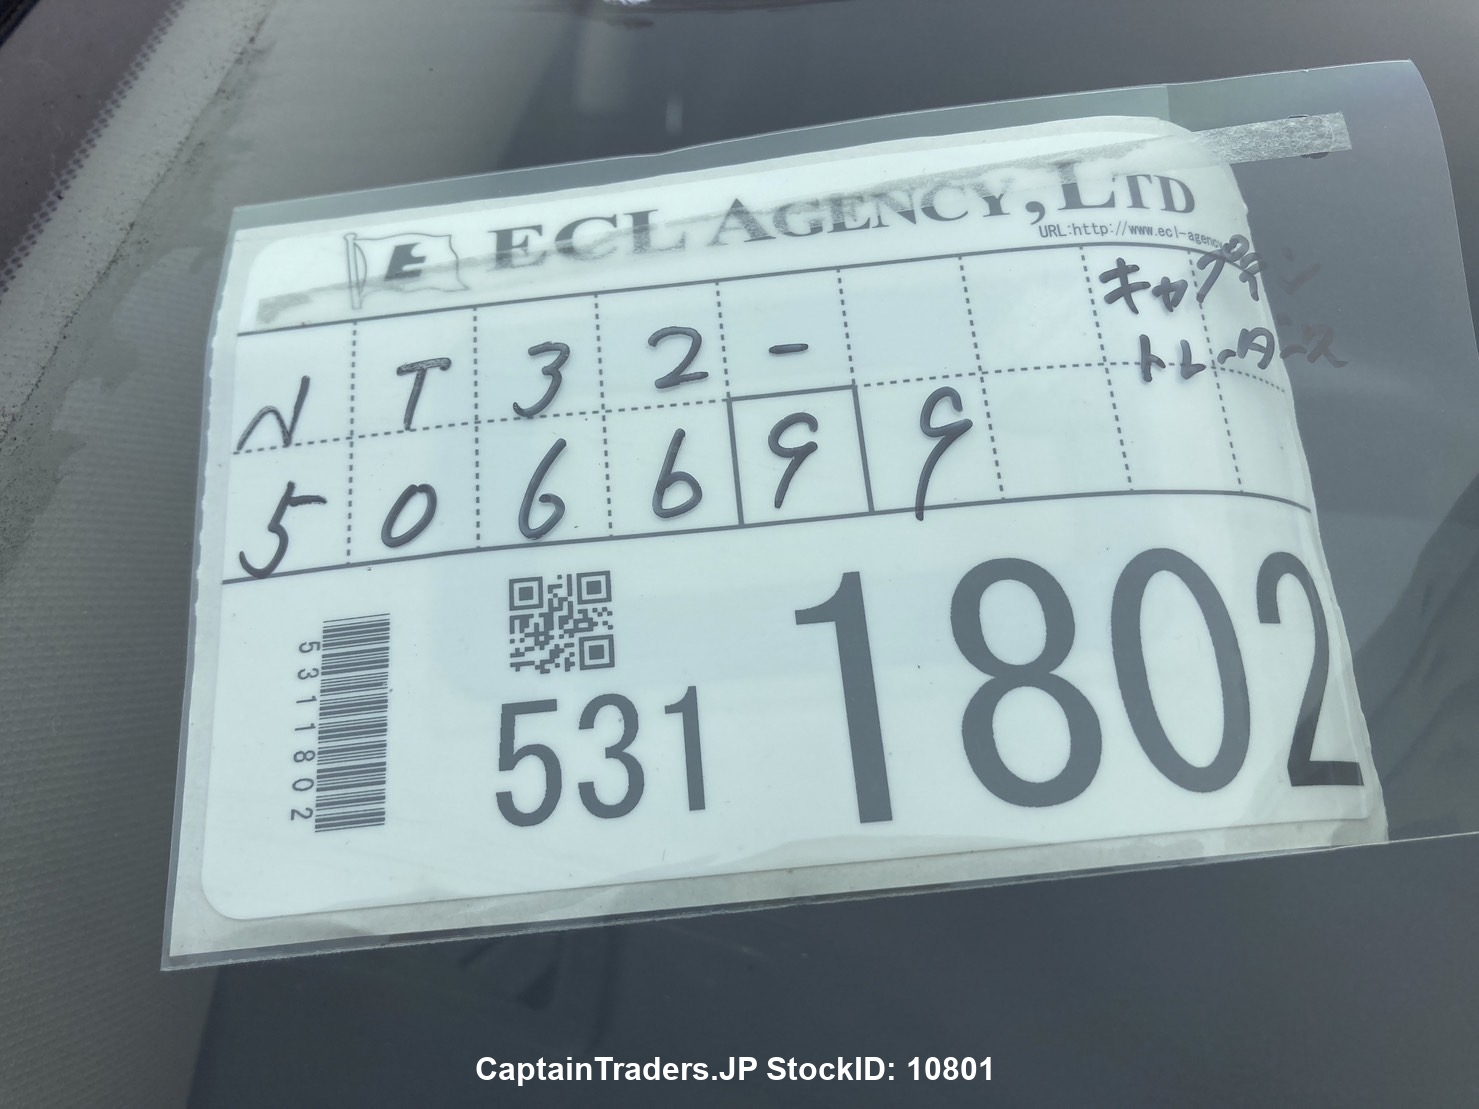 E ECL AGENCY, LTD
URL:http://www.ecl-agency
キャプテン
トレーダース
NT32-
506699
5311802
531 1802
CaptainTraders.JP StockID: 10801